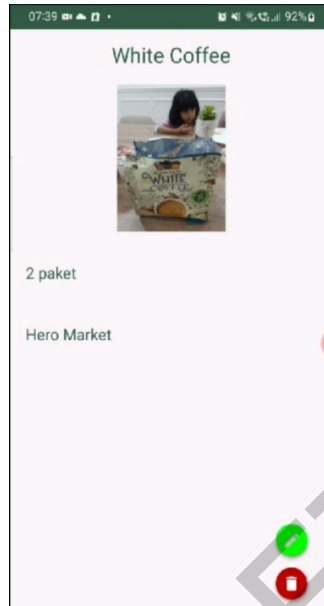 07:39
92%
White Coffee
WHITE
COFFEE
2 paket
Hero Market